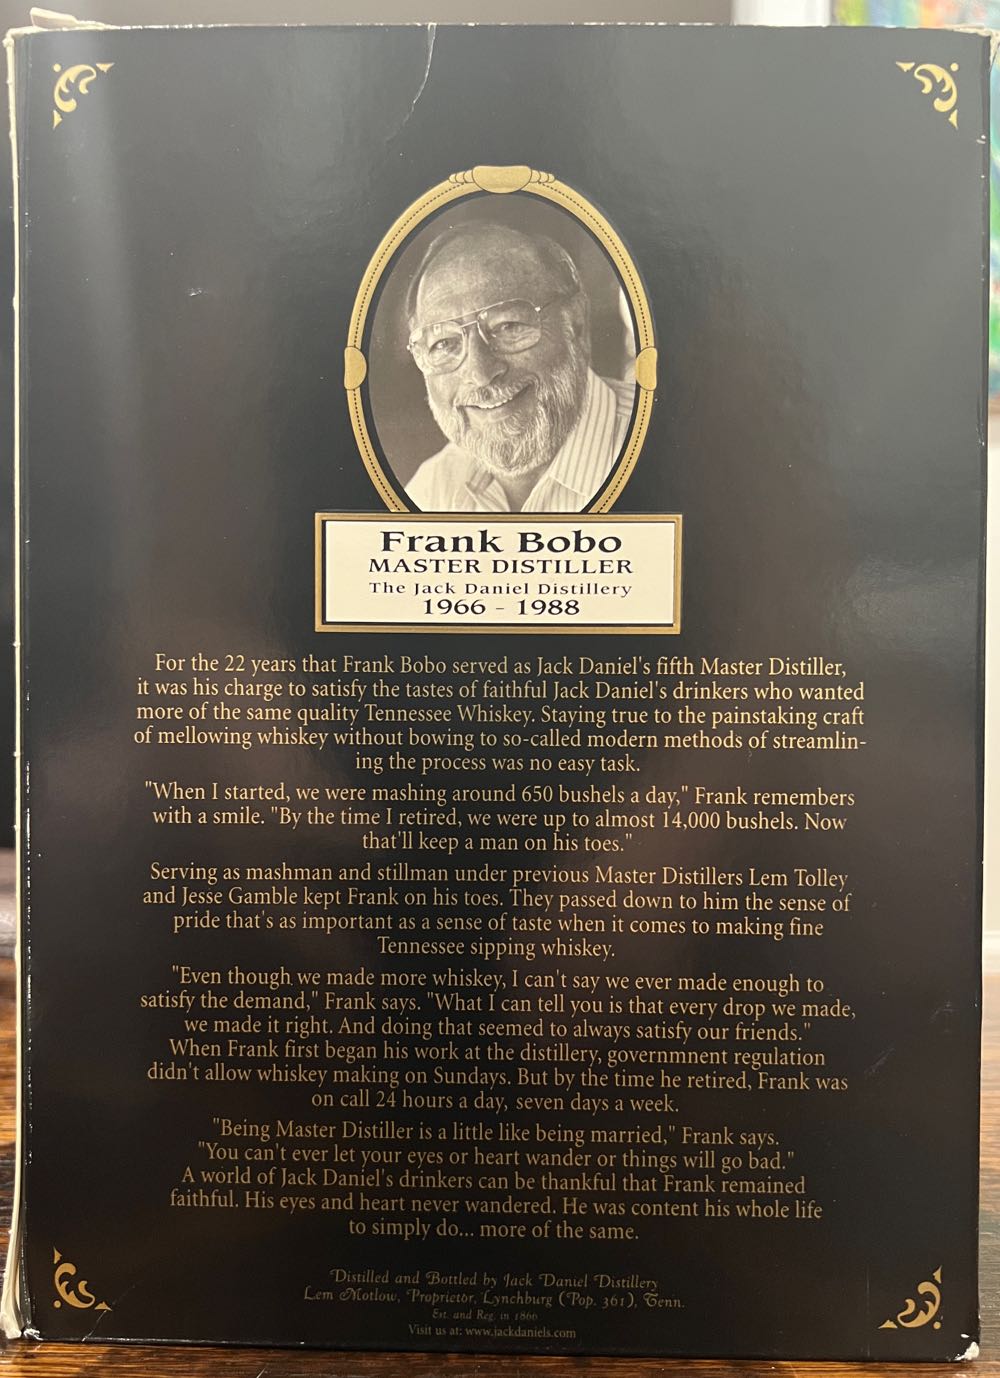 Frank Bobo
MASTER DISTILLER
The Jack Daniel Distillery
1966 - 1988
For the 22 years that Frank Bobo served as Jack Daniel's fifth Master Distiller,
it was his charge to satisfy the tastes of faithful Jack Daniel's drinkers who wanted
more of the same quality Tennessee Whiskey. Staying true to the painstaking craft
of mellowing whiskey without bowing to so-called modern methods of streamlin-
ing the process was no easy task.
"When I started, we were mashing around 650 bushels a day," Frank remembers
with a smile. "By the time I retired, we were up to almost 14,000 bushels. Now
that'll keep a man on his toes."
Serving as mashman and stillman under previous Master Distillers Lem Tolley
and Jesse Gamble kept Frank on his toes. They passed down to him the sense of
pride that's as important as a sense of taste when it comes to making fine
Tennessee sipping whiskey.
"Even though we made more whiskey, I can't say we ever made enough to
satisfy the demand," Frank says. "What I can tell you is that every drop we made,
we made it right. And doing that seemed to always satisfy our friends."
When Frank first began his work at the distillery, governmnent regulation
didn't allow whiskey making on Sundays. But by the time he retired, Frank was
on call 24 hours a day, seven days a week.
"Being Master Distiller is a little like being married," Frank says.
"You can't ever let your eyes or heart wander or things will go bad."
A world of Jack Daniel's drinkers can be thankful that Frank remained
faithful. His eyes and heart never wandered. He was content his whole life
to simply do... more of the same.
Distilled and Bottled by Jack Daniel Distillery
Lem Motlow, Proprietor, Lynchburg (Pop. 361), Tenn.
Est. and Reg. in 1866
Visit us at: www.jackdaniels.com